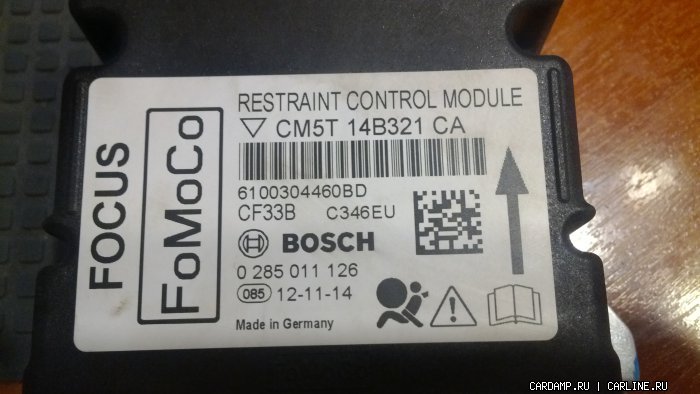 FOCUS
FoMoCo
RESTRAINT CONTROL MODULE
CM5T 14B321 CA
6100304460BD
CF33B C346EU
BOSCH
0 285 011 126
085 12-11-14
Made in Germany
CARDAMP.RU | CARLINE.RU